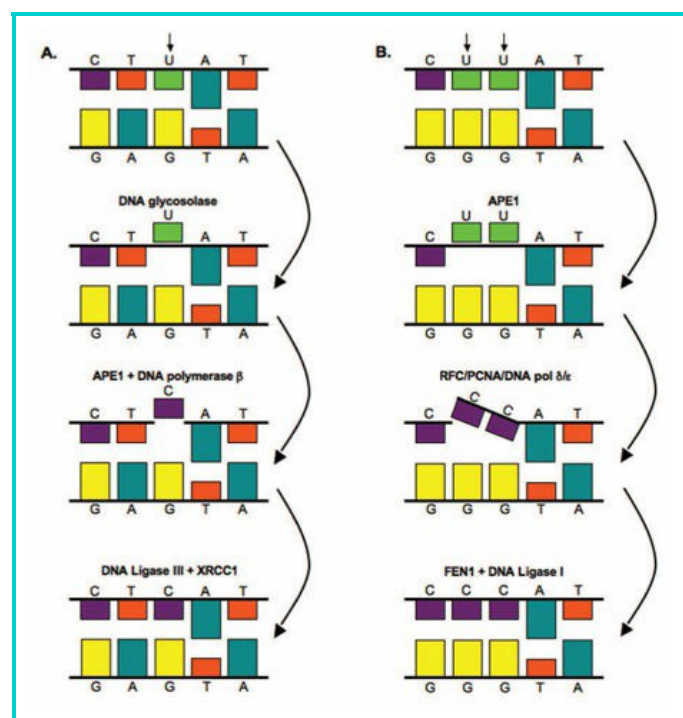 A.
C T U A T
G A G T A
DNA glycosolase
U
C T A T
G A G T A
APE1 + DNA polymerase β
C
C T A T
G A G T A
DNA Ligase III + XRCC1
C T C A T
G A G T A
B.
C U U A T
G G G T A
APE1
U U
C A T
G G G T A
RFC/PCNA/DNA pol δ/ε
C C
C A T
G G G T A
FEN1 + DNA Ligase I
C C C A T
G G G T A